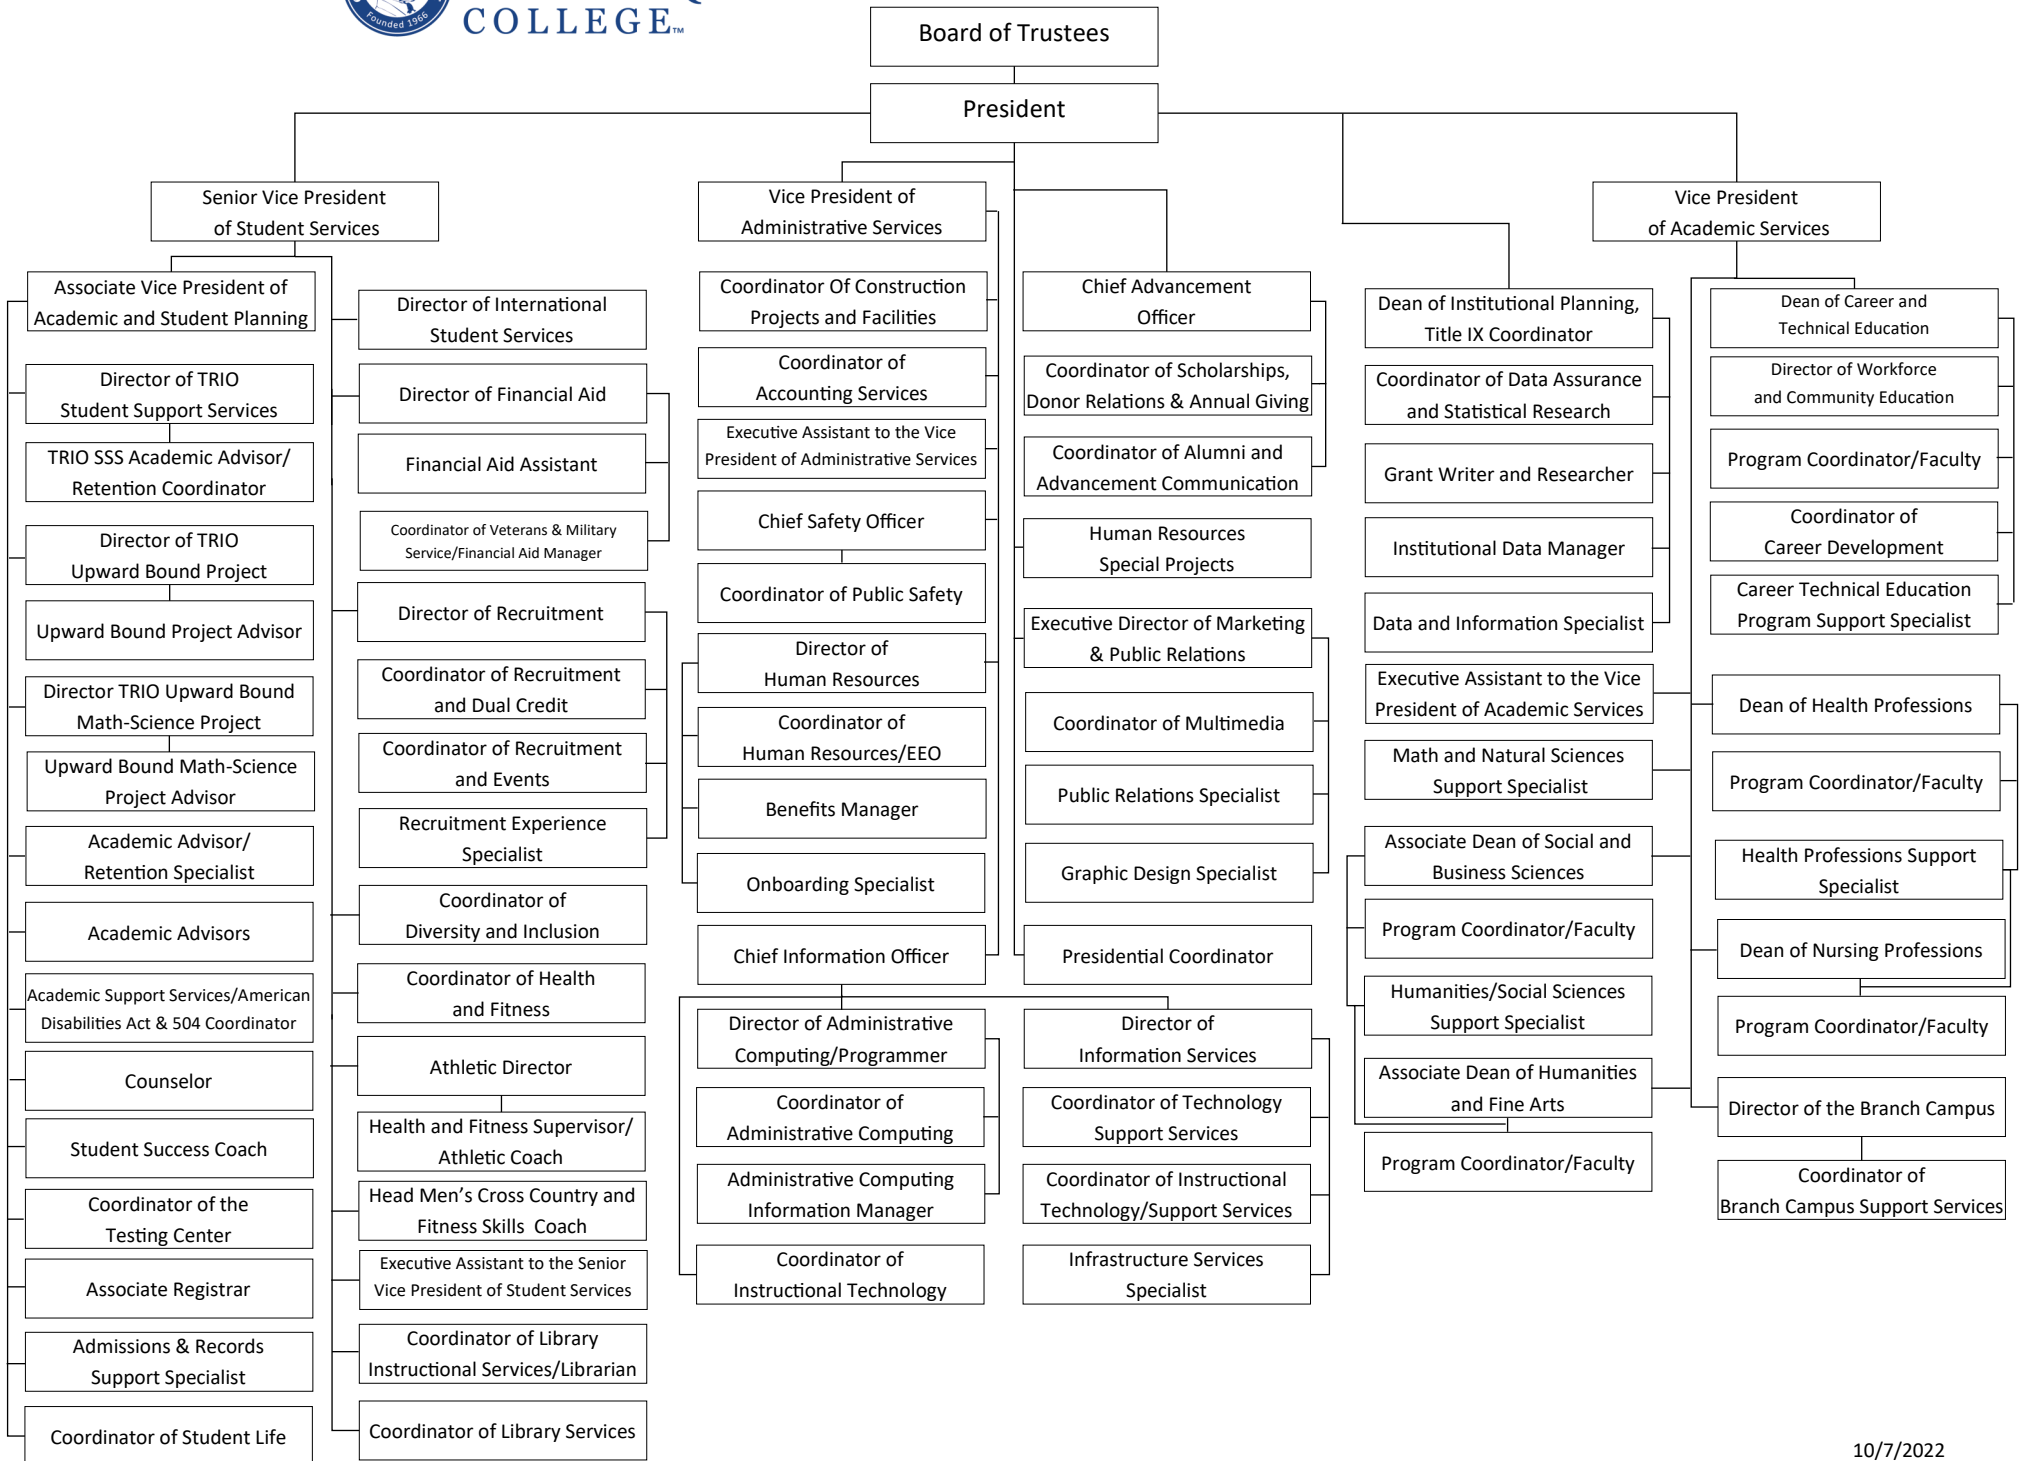 Founded 1966
COLLEGE™
Board of Trustees
President
Senior Vice President
of Student Services
Vice President of
Administrative Services
Vice President
of Academic Services
Associate Vice President of
Academic and Student Planning
Director of TRIO
Student Support Services
TRIO SSS Academic Advisor/
Retention Coordinator
Director of TRIO
Upward Bound Project
Upward Bound Project Advisor
Director TRIO Upward Bound
Math-Science Project
Upward Bound Math-Science
Project Advisor
Academic Advisor/
Retention Specialist
Academic Advisors
Academic Support Services/American
Disabilities Act & 504 Coordinator
Counselor
Student Success Coach
Coordinator of the
Testing Center
Associate Registrar
Admissions & Records
Support Specialist
Coordinator of Student Life
Director of International
Student Services
Director of Financial Aid
Financial Aid Assistant
Coordinator of Veterans & Military
Service/Financial Aid Manager
Director of Recruitment
Coordinator of Recruitment
and Dual Credit
Coordinator of Recruitment
and Events
Recruitment Experience
Specialist
Coordinator of
Diversity and Inclusion
Coordinator of Health
and Fitness
Athletic Director
Health and Fitness Supervisor/
Athletic Coach
Head Men’s Cross Country and
Fitness Skills Coach
Executive Assistant to the Senior
Vice President of Student Services
Coordinator of Library
Instructional Services/Librarian
Coordinator of Library Services
Coordinator Of Construction
Projects and Facilities
Coordinator of
Accounting Services
Executive Assistant to the Vice
President of Administrative Services
Chief Safety Officer
Coordinator of Public Safety
Director of
Human Resources
Coordinator of
Human Resources/EEO
Benefits Manager
Onboarding Specialist
Chief Information Officer
Director of Administrative
Computing/Programmer
Coordinator of
Administrative Computing
Administrative Computing
Information Manager
Coordinator of
Instructional Technology
Chief Advancement
Officer
Coordinator of Scholarships,
Donor Relations & Annual Giving
Coordinator of Alumni and
Advancement Communication
Human Resources
Special Projects
Executive Director of Marketing
& Public Relations
Coordinator of Multimedia
Public Relations Specialist
Graphic Design Specialist
Presidential Coordinator
Director of
Information Services
Coordinator of Technology
Support Services
Coordinator of Instructional
Technology/Support Services
Infrastructure Services
Specialist
Dean of Institutional Planning,
Title IX Coordinator
Coordinator of Data Assurance
and Statistical Research
Grant Writer and Researcher
Institutional Data Manager
Data and Information Specialist
Executive Assistant to the Vice
President of Academic Services
Math and Natural Sciences
Support Specialist
Associate Dean of Social and
Business Sciences
Program Coordinator/Faculty
Humanities/Social Sciences
Support Specialist
Associate Dean of Humanities
and Fine Arts
Program Coordinator/Faculty
Dean of Career and
Technical Education
Director of Workforce
and Community Education
Program Coordinator/Faculty
Coordinator of
Career Development
Career Technical Education
Program Support Specialist
Dean of Health Professions
Program Coordinator/Faculty
Health Professions Support
Specialist
Dean of Nursing Professions
Program Coordinator/Faculty
Director of the Branch Campus
Coordinator of
Branch Campus Support Services
10/7/2022